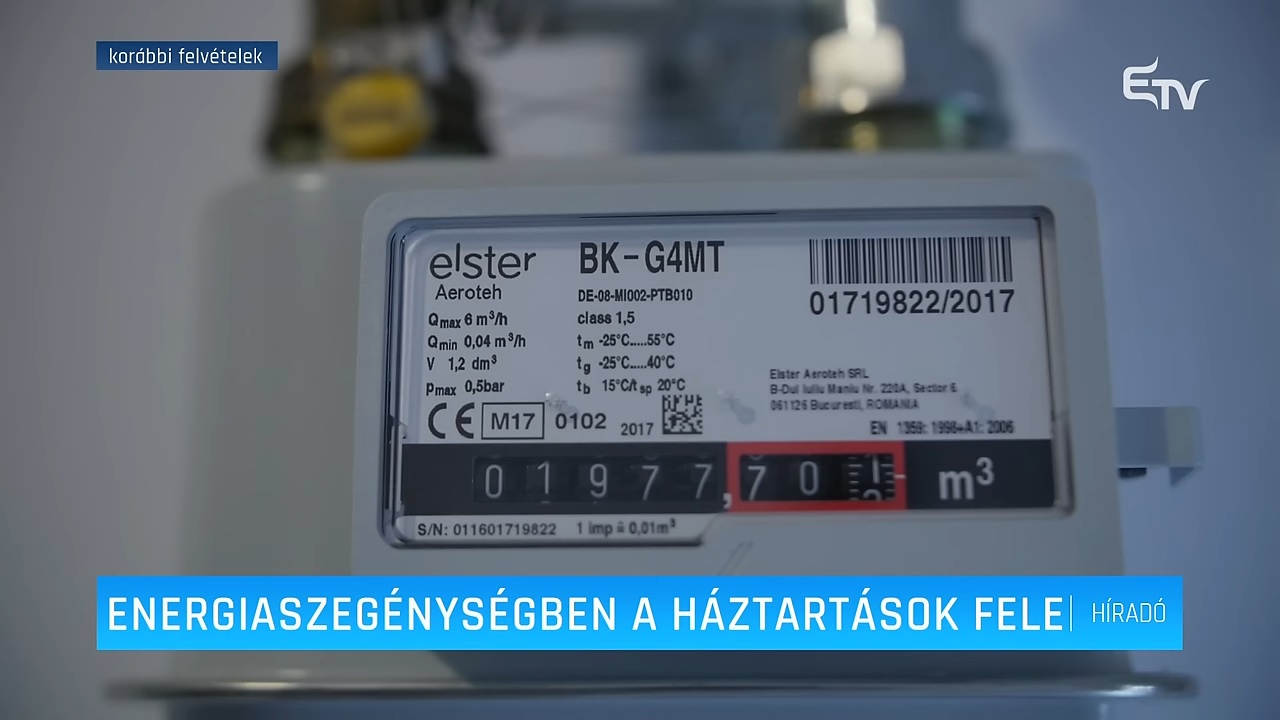 korábbi felvételek
ETV
elster
Aeroteh
BK-G4MT
DE-08-MI002-PTB010
01719822/2017
Qmax 6 m³/h
class 1,5
Qmin 0,04 m³/h
tm -25°C.....55°C
V 1,2 dm³
tg -25°C.....40°C
pmax 0,5bar
tb 15°C/tsp 20°C
Elster Aeroteh SRL
B-Dul Iuliu Maniu Nr. 220A, Sector 6
061126 Bucuresti, ROMANIA
CE M17 0102
2017
EN 1359: 1998+A1: 2006
01977,701 m³
S/N: 011601719822 1 imp ≙ 0,01m³
ENERGIASZEGÉNYSÉGBEN A HÁZTARTÁSOK FELE
HÍRADÓ